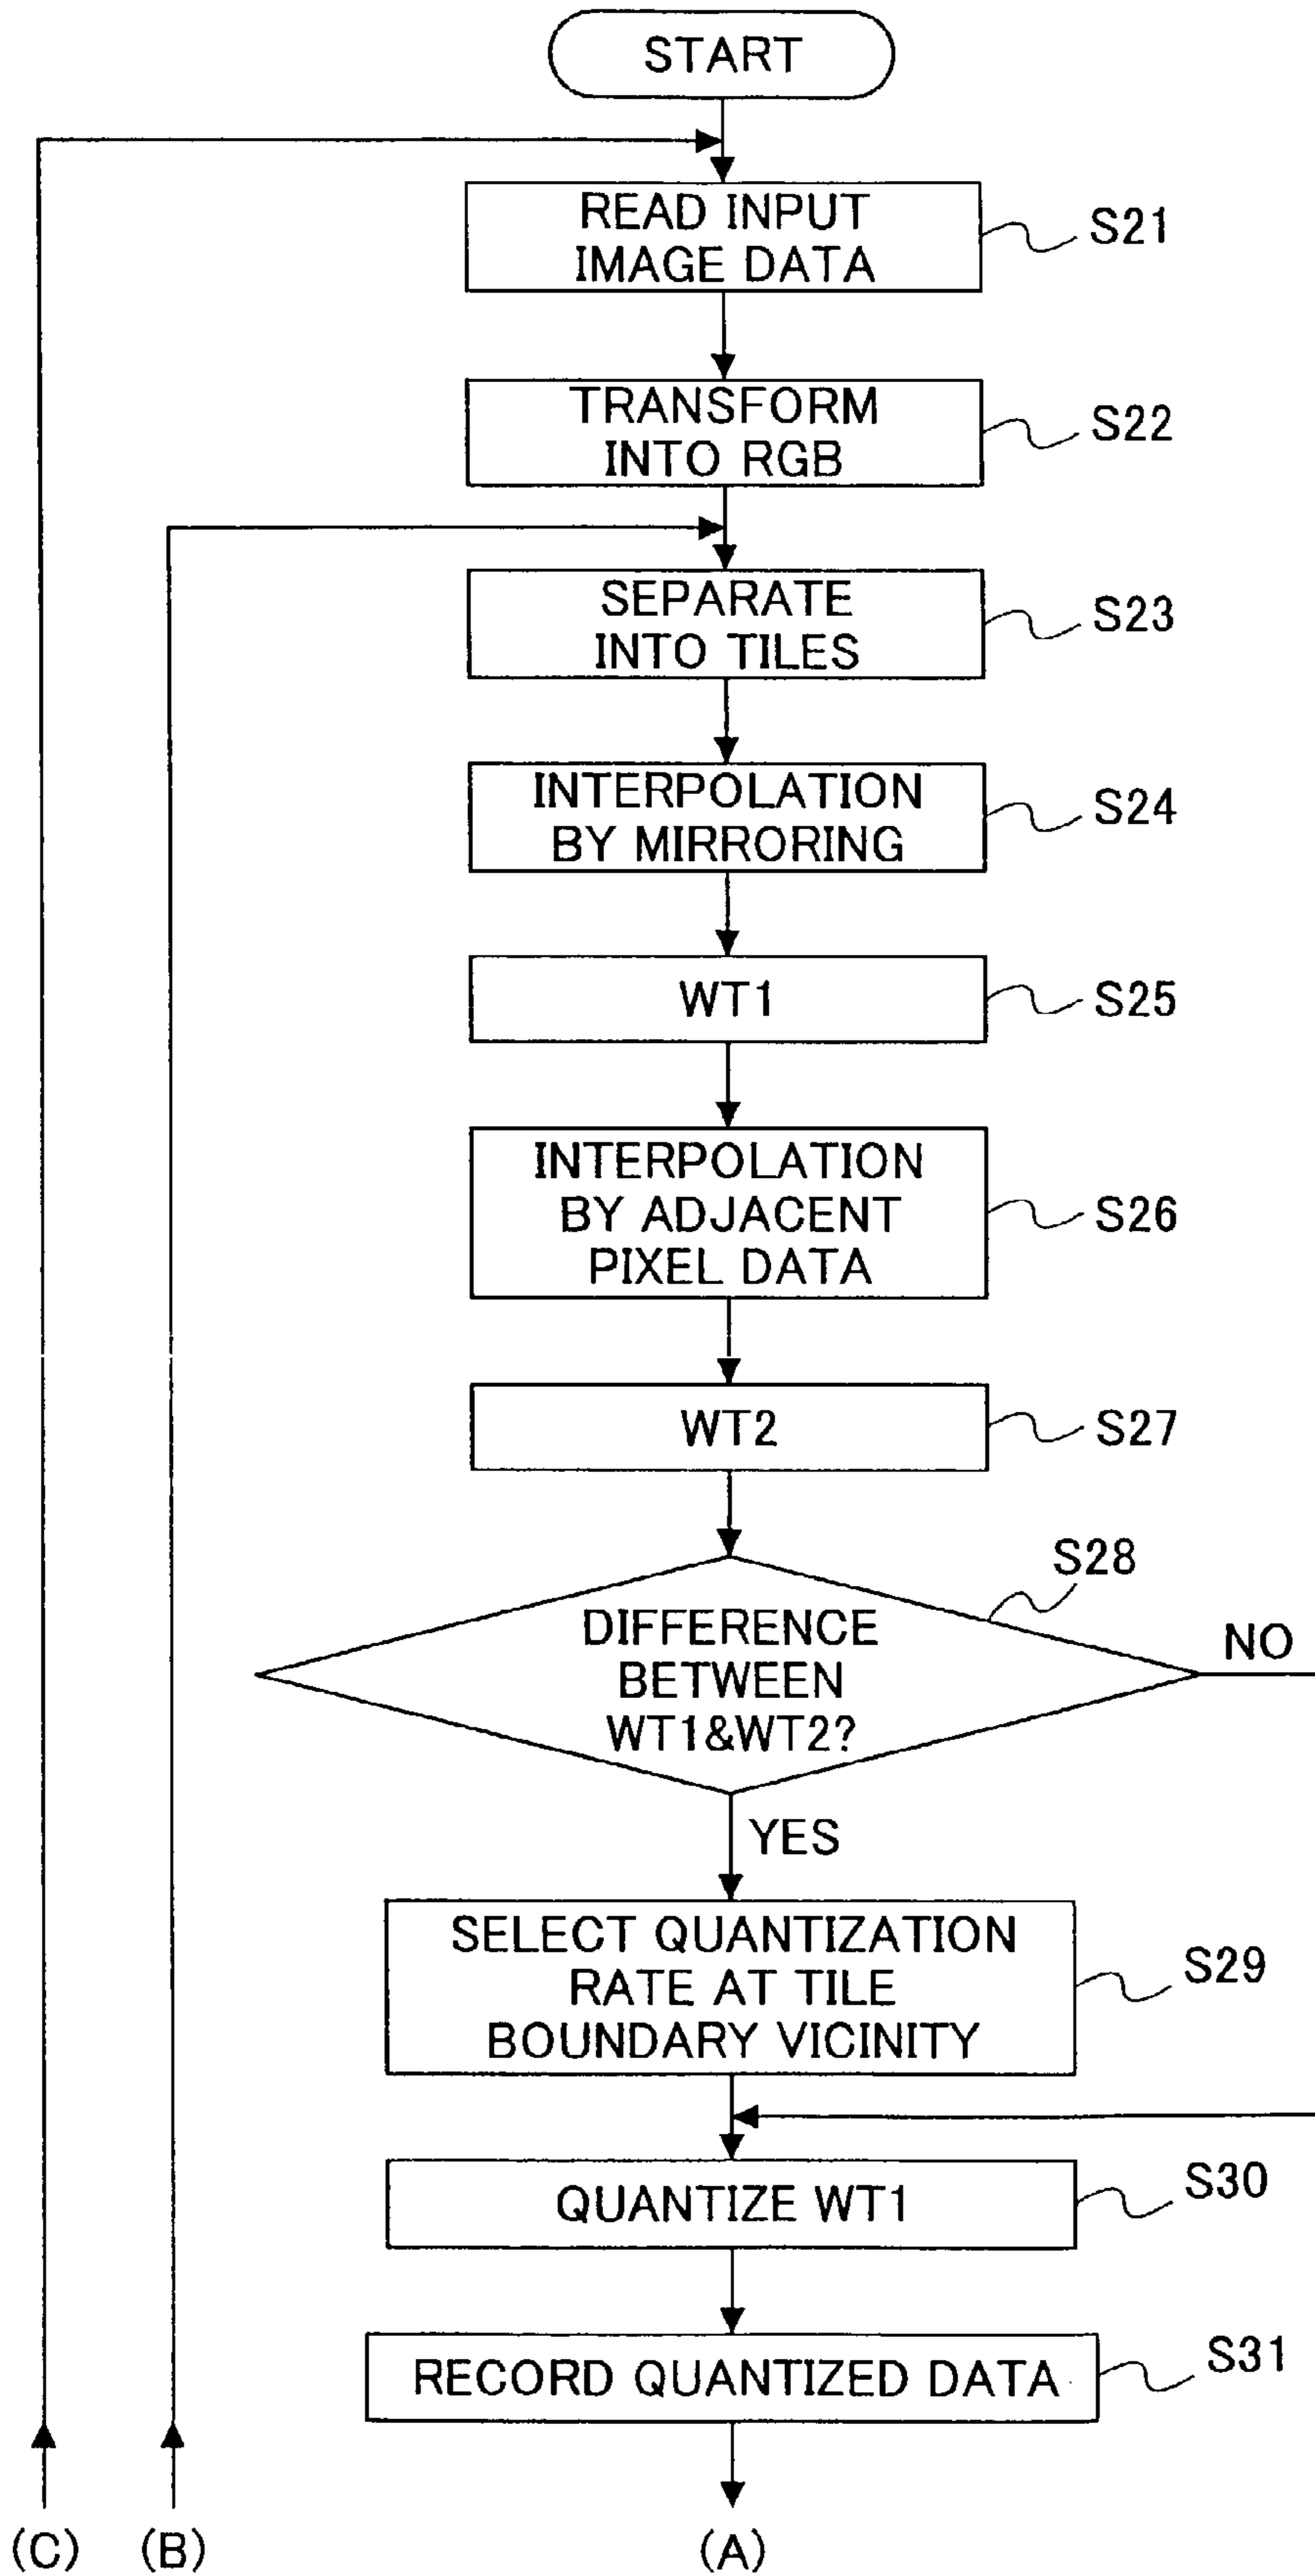 START
READ INPUT
IMAGE DATA
S21
TRANSFORM
INTO RGB
S22
SEPARATE
INTO TILES
S23
INTERPOLATION
BY MIRRORING
S24
WT1
S25
INTERPOLATION
BY ADJACENT
PIXEL DATA
S26
WT2
S27
S28
DIFFERENCE
BETWEEN
WT1&WT2?
NO
YES
SELECT QUANTIZATION
RATE AT TILE
BOUNDARY VICINITY
S29
QUANTIZE WT1
S30
RECORD QUANTIZED DATA
S31
(C)
(B)
(A)